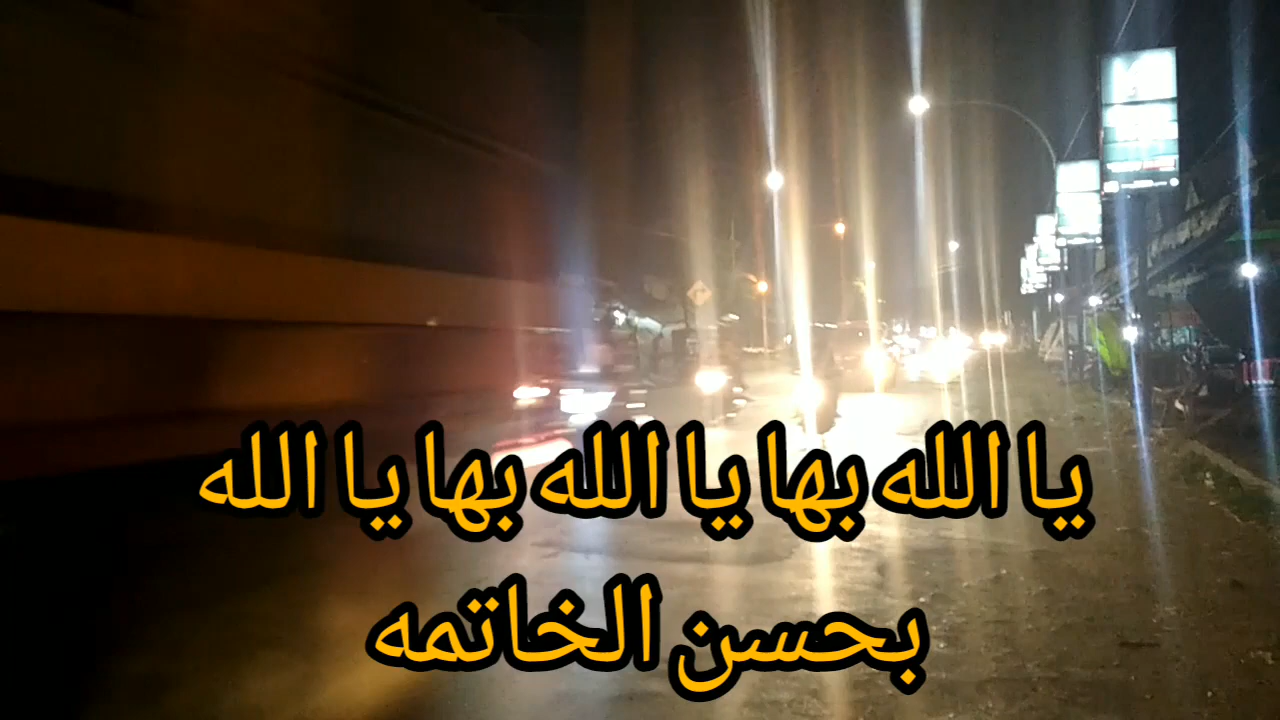 يا الله بها يا الله بها يا الله
بحسن الخاتمه